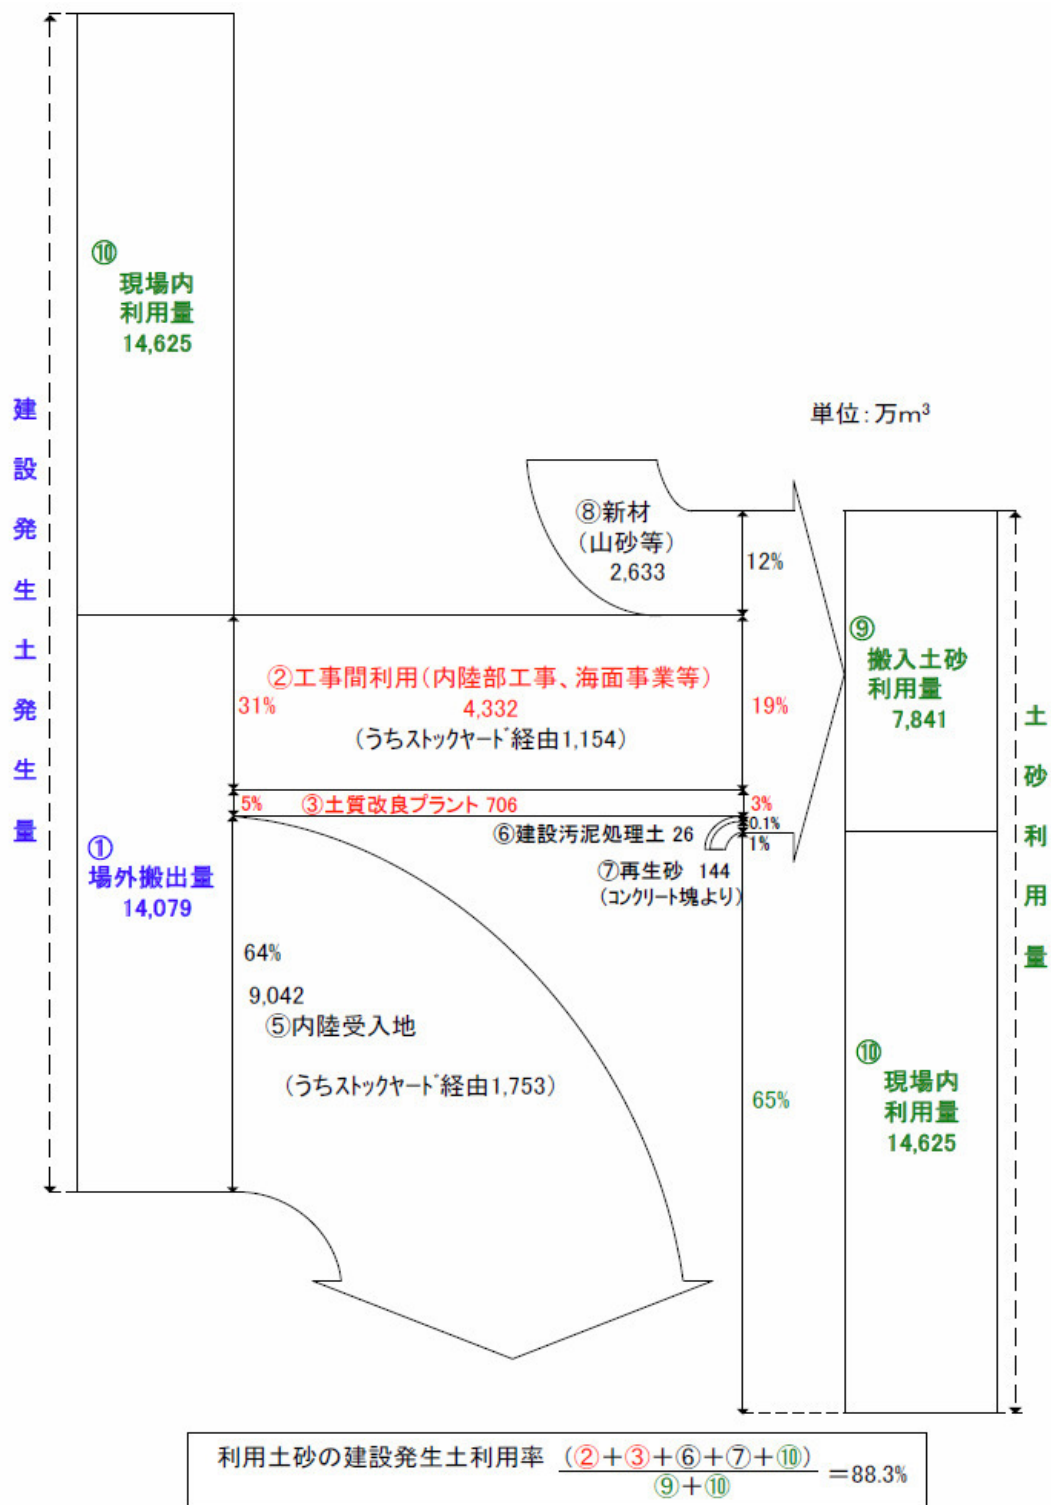 ⑩
現場内
利用量
14,625
建設発生土発生量
単位：万m³
⑧新材
（山砂等）
2,633
12%
⑨
搬入土砂
利用量
7,841
②工事間利用（内陸部工事、海面事業等）
31%
4,332
19%
（うちストックヤード経由1,154）
土砂利用量
5%
③土質改良プラント 706
3%
⑥建設汚泥処理土 26
0.1%
1%
⑦再生砂 144
（コンクリート塊より）
①
場外搬出量
14,079
64%
9,042
⑤内陸受入地
（うちストックヤード経由1,753）
65%
⑩
現場内
利用量
14,625
利用土砂の建設発生土利用率 （②＋③＋⑥＋⑦＋⑩）
⑨＋⑩
＝88.3%